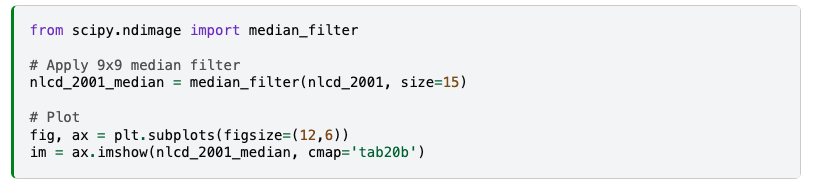 from scipy.ndimage import median_filter
# Apply 9x9 median filter
nlcd_2001_median = median_filter(nlcd_2001, size=15)
# Plot
fig, ax = plt.subplots(figsize=(12,6))
im = ax.imshow(nlcd_2001_median, cmap='tab20b')